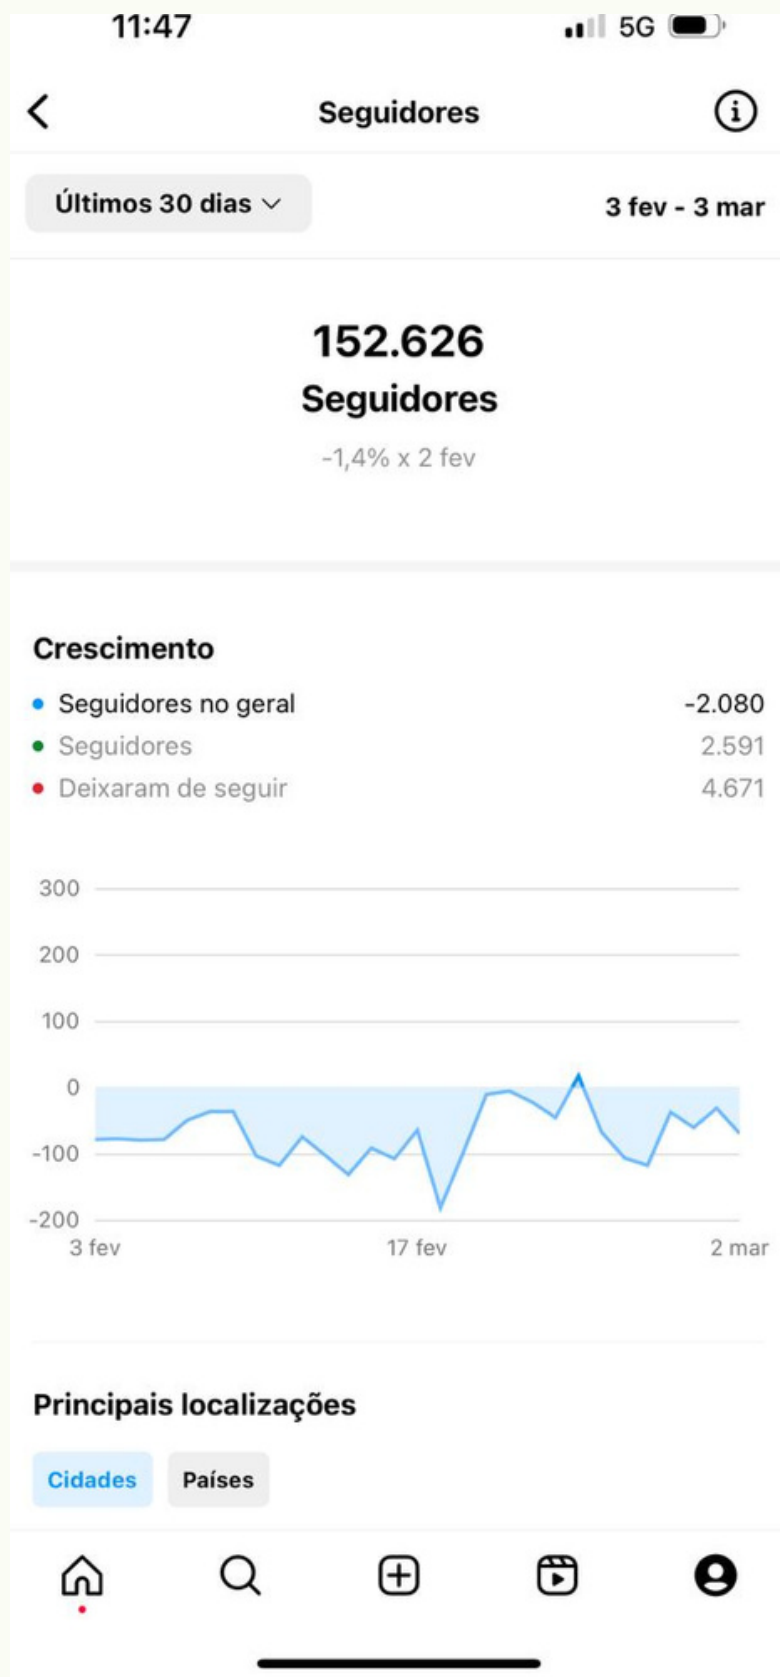 11:47 5G
Seguidores
Últimos 30 dias 3 fev - 3 mar
152.626
Seguidores
-1,4% x 2 fev
Crescimento
Seguidores no geral -2.080
Seguidores 2.591
Deixaram de seguir 4.671
300
200
100
0
-100
-200
3 fev 17 fev 2 mar
Principais localizações
Cidades Países